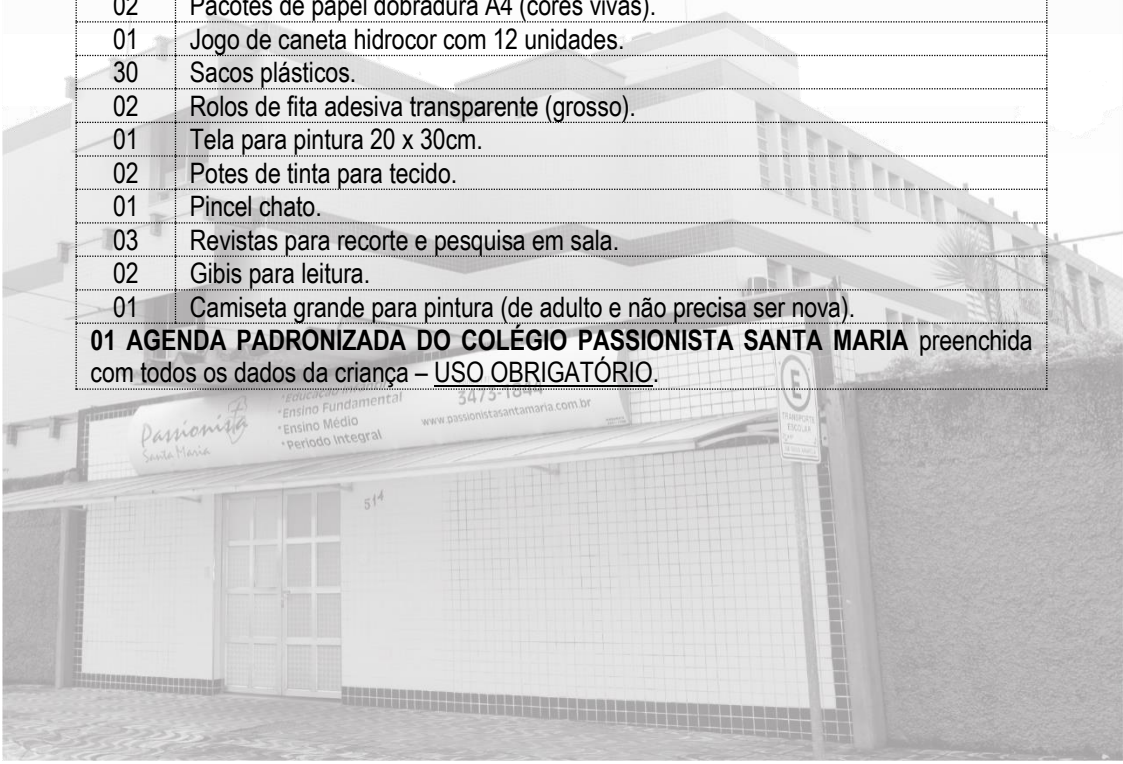 02 Pacotes de papel dobradura A4 (cores vivas).
01 Jogo de caneta hidrocor com 12 unidades.
30 Sacos plásticos.
02 Rolos de fita adesiva transparente (grosso).
01 Tela para pintura 20 x 30cm.
02 Potes de tinta para tecido.
01 Pincel chato.
03 Revistas para recorte e pesquisa em sala.
02 Gibis para leitura.
01 Camiseta grande para pintura (de adulto e não precisa ser nova).
01 AGENDA PADRONIZADA DO COLÉGIO PASSIONISTA SANTA MARIA preenchida
com todos os dados da criança – USO OBRIGATÓRIO.
Passionista
Santa Maria
*Educação Infantil
*Ensino Fundamental
*Ensino Médio
*Período Integral
3475-1844
www.passionistasantamaria.com.br
E
TRANSPORTE
ESCOLAR
514